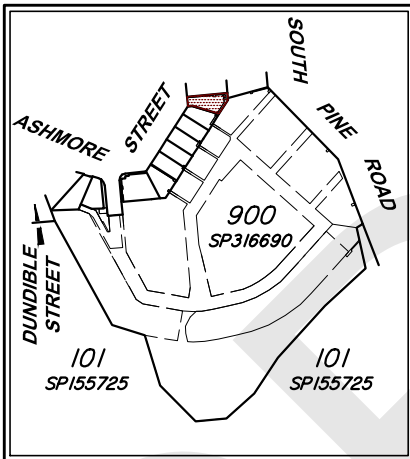 SOUTH
PINE
ROAD
ASHMORE
STREET
900
SP316690
DUNDIBLE
STREET
101
SP155725
101
SP155725